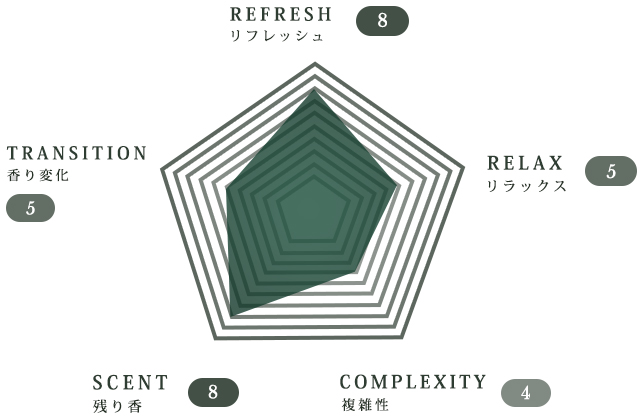 REFRESH
リフレッシュ
8
TRANSITION
香り変化
5
RELAX
リラックス
5
SCENT
残り香
8
COMPLEXITY
複雑性
4